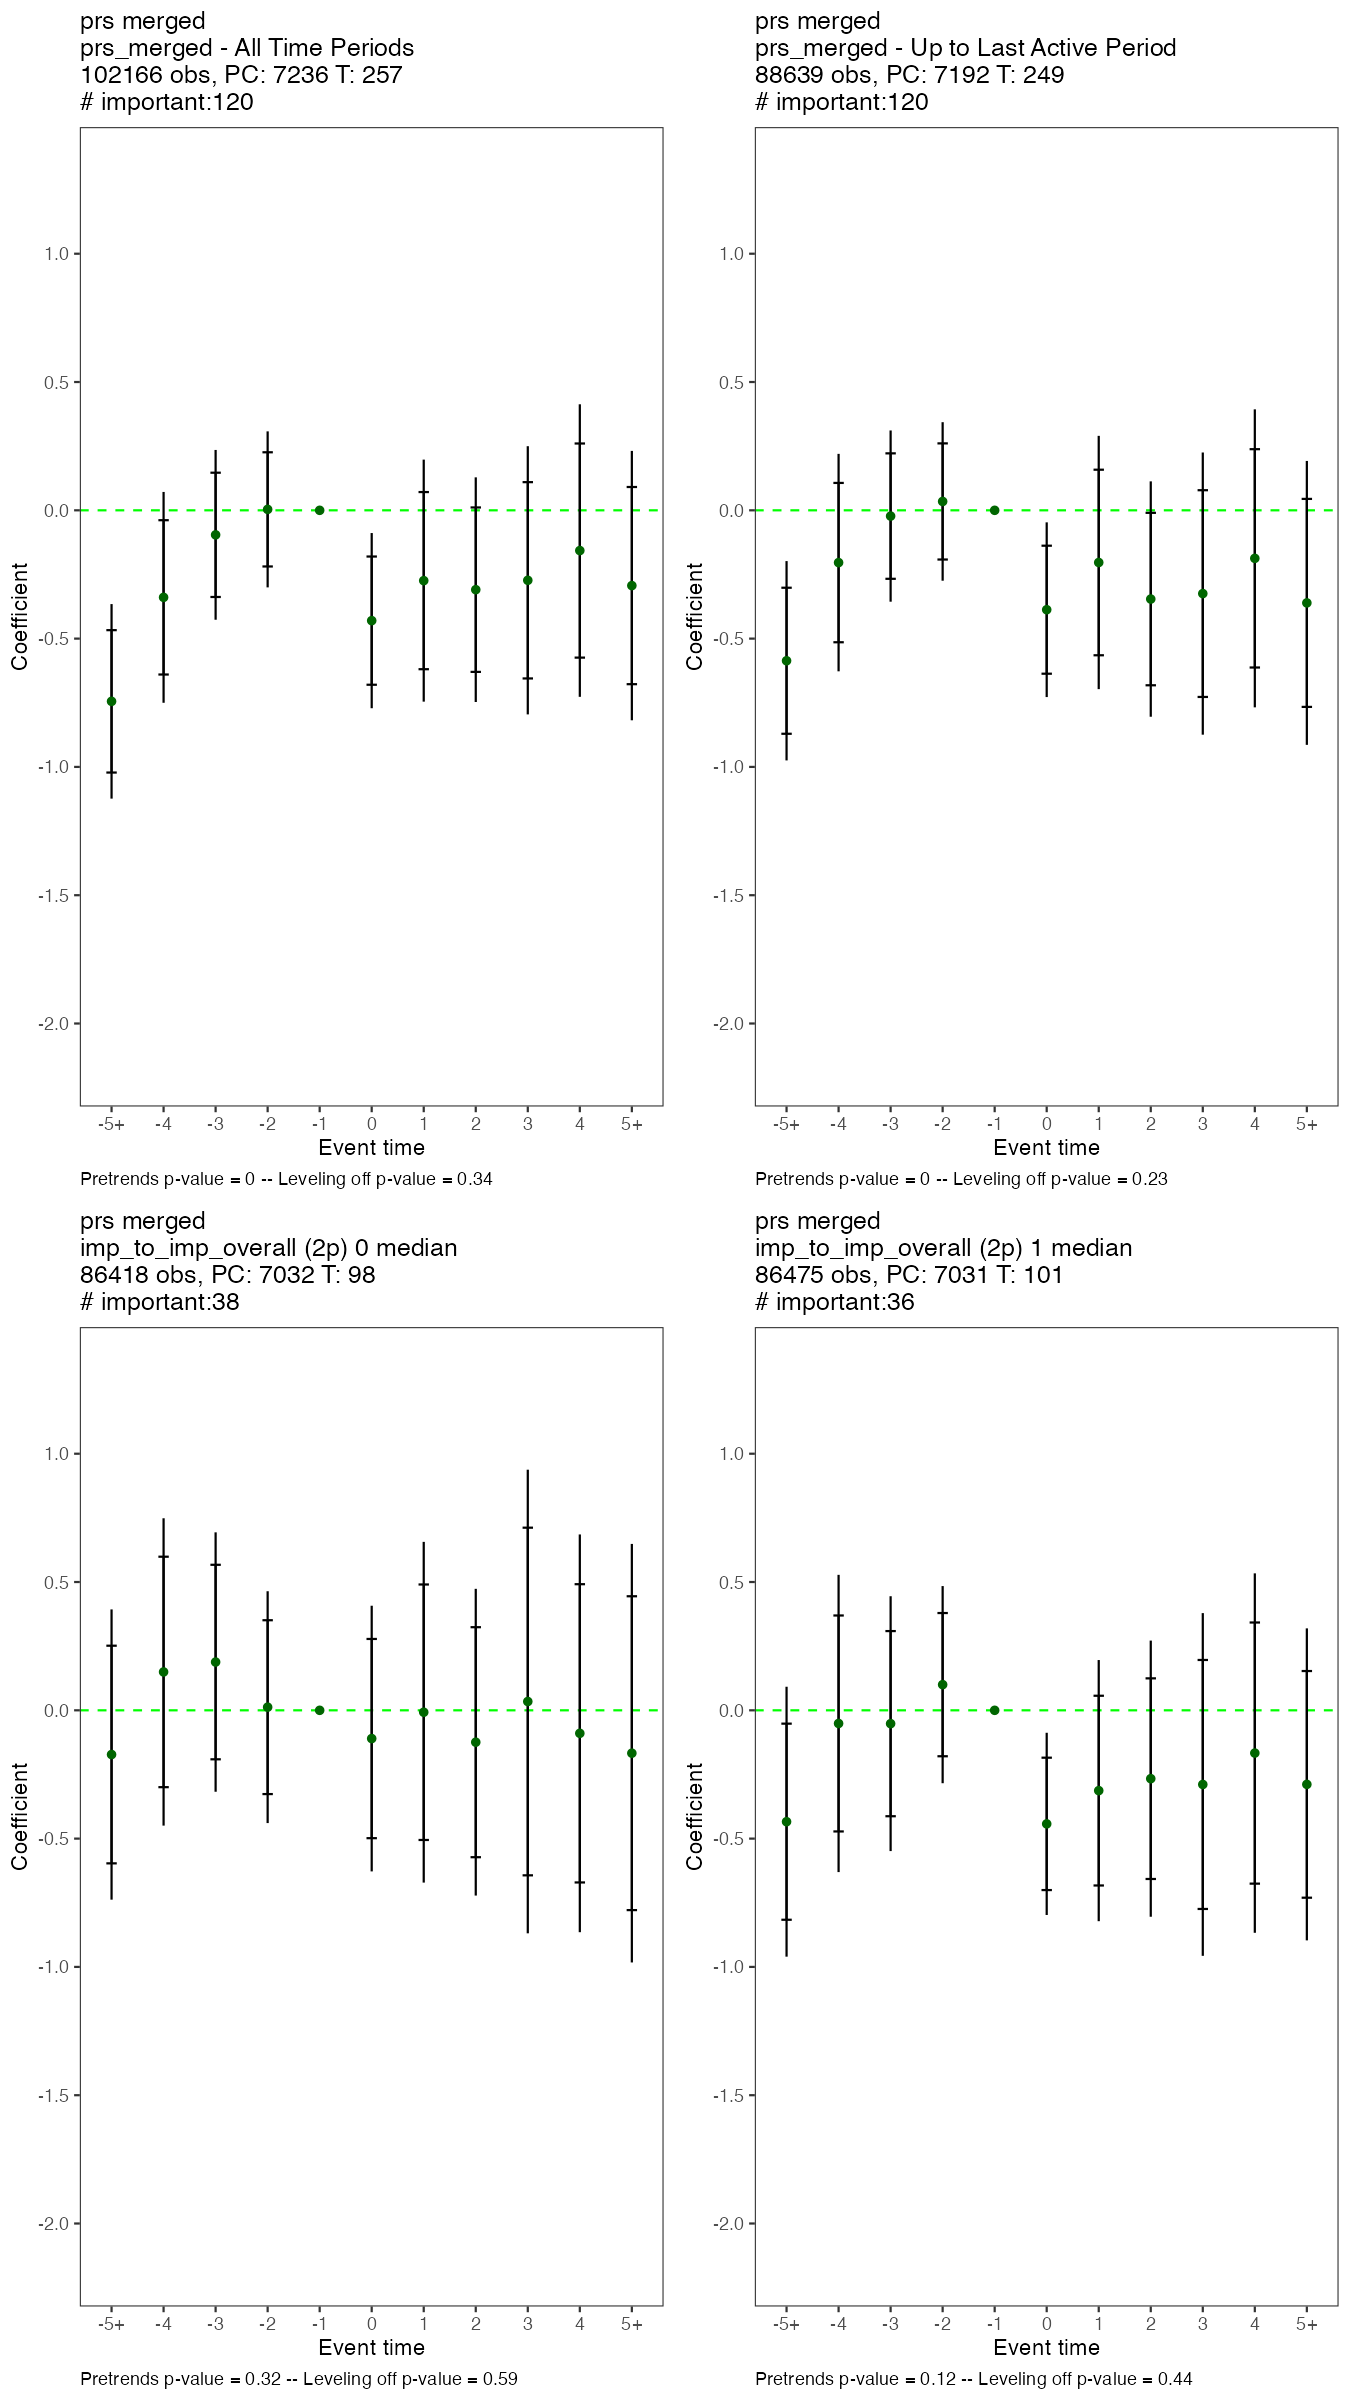 prs merged
prs_merged - All Time Periods
102166 obs, PC: 7236 T: 257
# important:120
Coefficient
1.0
0.5
0.0
-0.5
-1.0
-1.5
-2.0
-5+ -4 -3 -2 -1 0 1 2 3 4 5+
Event time
Pretrends p-value = 0 -- Leveling off p-value = 0.34
prs merged
prs_merged - Up to Last Active Period
88639 obs, PC: 7192 T: 249
# important:120
Coefficient
1.0
0.5
0.0
-0.5
-1.0
-1.5
-2.0
-5+ -4 -3 -2 -1 0 1 2 3 4 5+
Event time
Pretrends p-value = 0 -- Leveling off p-value = 0.23
prs merged
imp_to_imp_overall (2p) 0 median
86418 obs, PC: 7032 T: 98
# important:38
Coefficient
1.0
0.5
0.0
-0.5
-1.0
-1.5
-2.0
-5+ -4 -3 -2 -1 0 1 2 3 4 5+
Event time
Pretrends p-value = 0.32 -- Leveling off p-value = 0.59
prs merged
imp_to_imp_overall (2p) 1 median
86475 obs, PC: 7031 T: 101
# important:36
Coefficient
1.0
0.5
0.0
-0.5
-1.0
-1.5
-2.0
-5+ -4 -3 -2 -1 0 1 2 3 4 5+
Event time
Pretrends p-value = 0.12 -- Leveling off p-value = 0.44